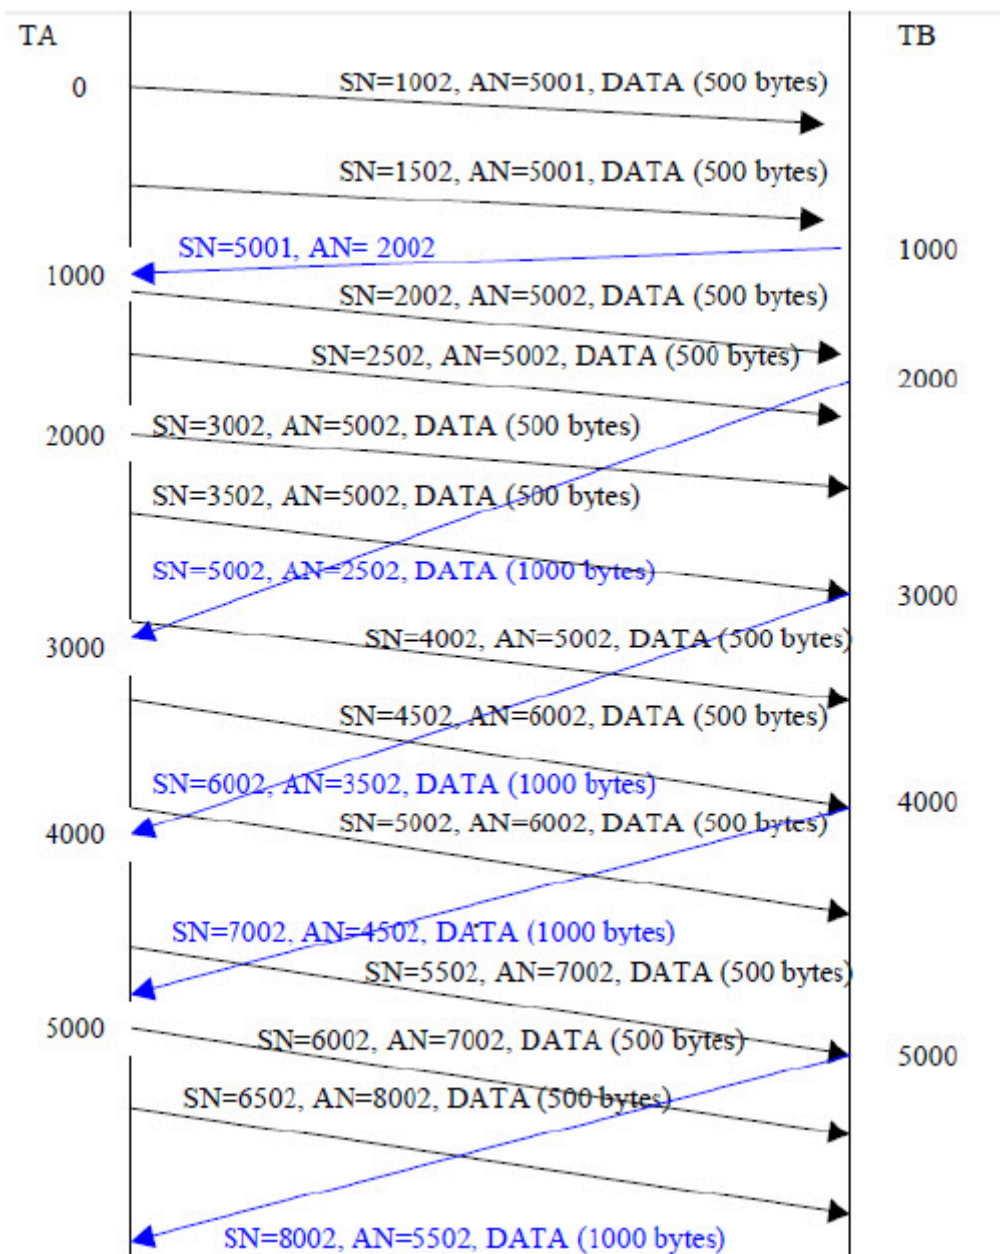 TA
TB
0
SN=1002, AN=5001, DATA (500 bytes)
SN=1502, AN=5001, DATA (500 bytes)
SN=5001, AN= 2002
1000
1000
SN=2002, AN=5002, DATA (500 bytes)
SN=2502, AN=5002, DATA (500 bytes)
2000
2000
SN=3002, AN=5002, DATA (500 bytes)
SN=3502, AN=5002, DATA (500 bytes)
SN=5002, AN=2502, DATA (1000 bytes)
3000
3000
SN=4002, AN=5002, DATA (500 bytes)
SN=4502, AN=6002, DATA (500 bytes)
SN=6002, AN=3502, DATA (1000 bytes)
4000
4000
SN=5002, AN=6002, DATA (500 bytes)
SN=7002, AN=4502, DATA (1000 bytes)
SN=5502, AN=7002, DATA (500 bytes)
5000
SN=6002, AN=7002, DATA (500 bytes)
5000
SN=6502, AN=8002, DATA (500 bytes)
SN=8002, AN=5502, DATA (1000 bytes)